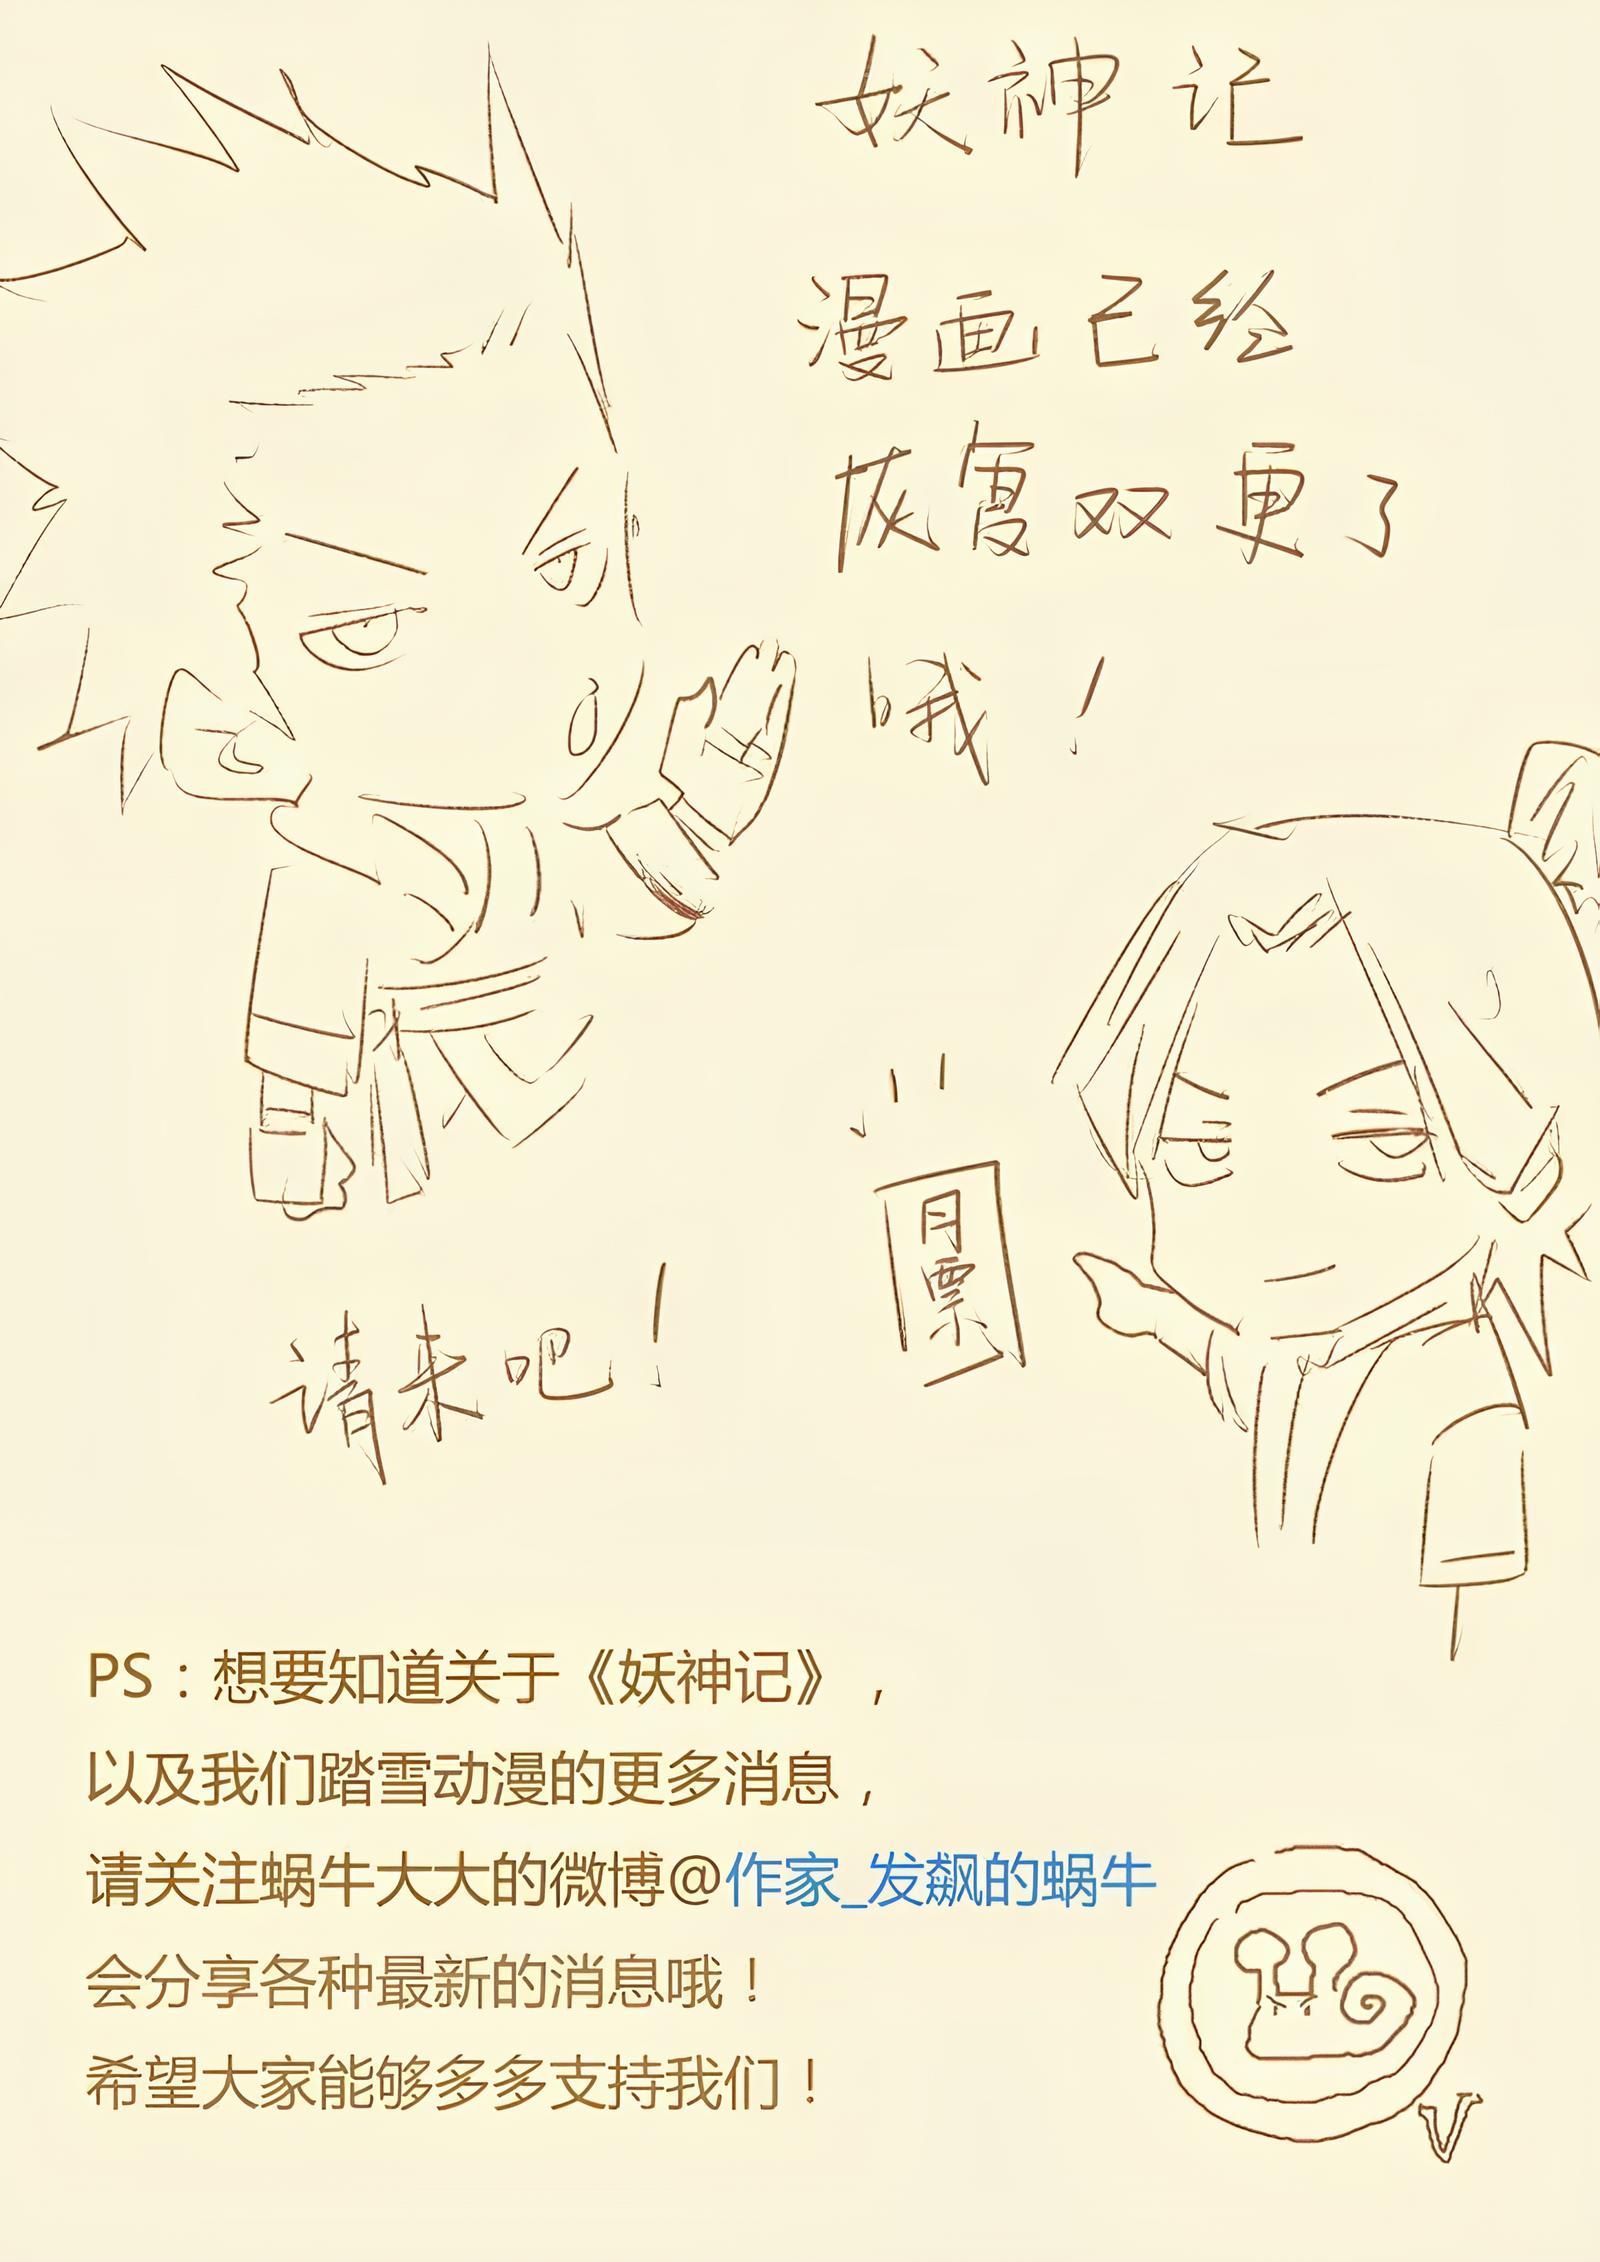 妖神记
漫画已经
恢复双更了
哦！
月票
请来吧！
PS：想要知道关于《妖神记》，
以及我们踏雪动漫的更多消息，
请关注蜗牛大大的微博@作家_发飙的蜗牛
会分享各种最新的消息哦！
希望大家能够多多支持我们！
V